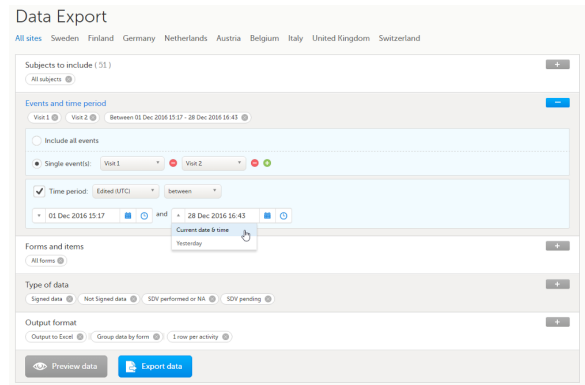 Data Export
All sites Sweden Finland Germany Netherlands Austria Belgium Italy United Kingdom Switzerland
Subjects to include ( 51 )
All subjects
Events and time period
Visit 1 Visit 2 Between 01 Dec 2016 15:17 - 28 Dec 2016 16:43
Include all events
Single event(s): Visit 1 Visit 2
Time period: Edited (UTC) between
01 Dec 2016 15:17 and 28 Dec 2016 16:43
Current date & time
Yesterday
Forms and items
All forms
Type of data
Signed data Not Signed data SDV performed or NA SDV pending
Output format
Output to Excel Group data by form 1 row per activity
Preview data Export data